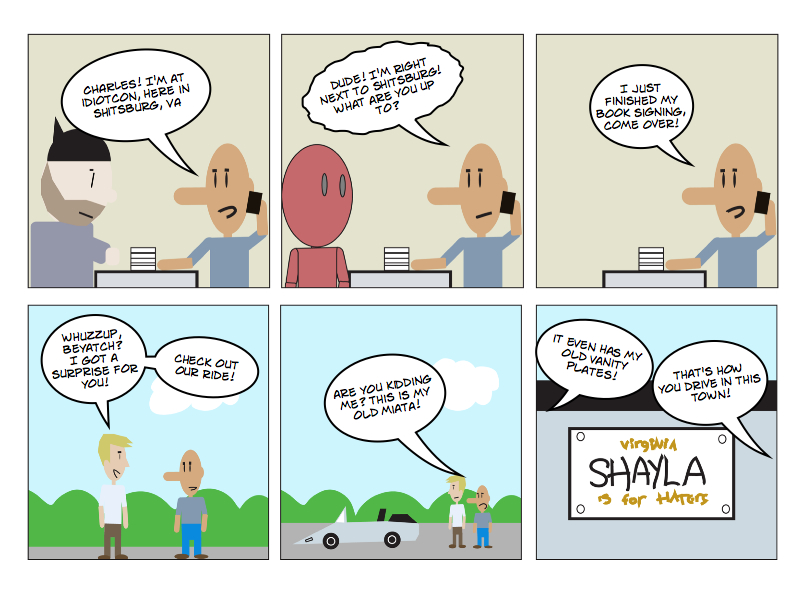 CHARLES! I'M AT
IDIOTCON, HERE IN
SHITSBURG, VA
DUDE! I'M RIGHT
NEXT TO SHITSBURG!
WHAT ARE YOU UP
TO?
I JUST
FINISHED MY
BOOK SIGNING,
COME OVER!
WHUZZUP,
BEYATCH?
I GOT A
SURPRISE FOR
YOU!
CHECK OUT
OUR RIDE!
ARE YOU KIDDING
ME? THIS IS MY
OLD MIATA!
IT EVEN HAS MY
OLD VANITY
PLATES!
THAT'S HOW
YOU DRIVE IN THIS
TOWN!
virginia
SHAYLA
is for HATERS